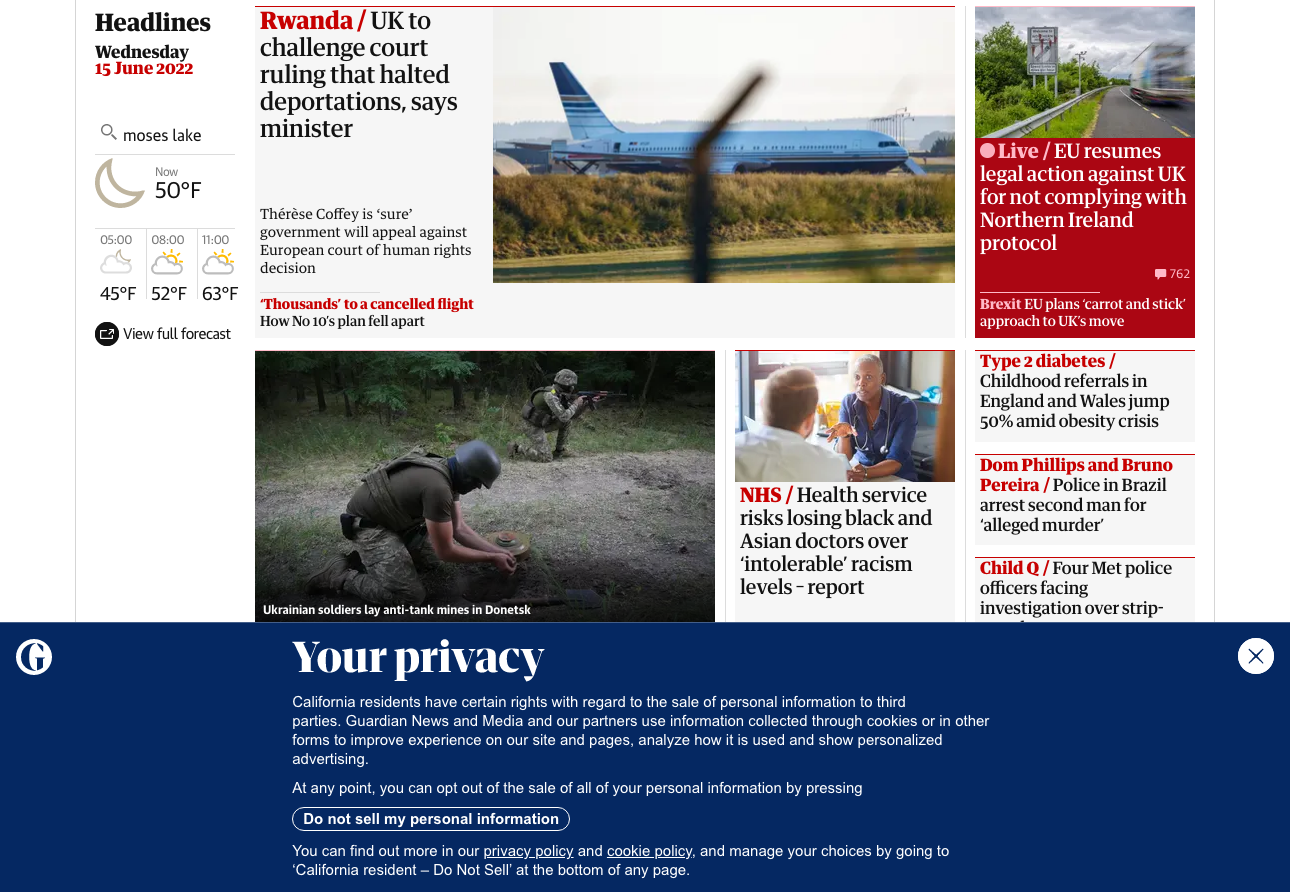 Headlines
Wednesday
15 June 2022
moses lake
Now
50°F
05:00
08:00
11:00
45°F
52°F
63°F
View full forecast
Rwanda / UK to
challenge court
ruling that halted
deportations, says
minister
Thérèse Coffey is ‘sure’
government will appeal against
European court of human rights
decision
‘Thousands’ to a cancelled flight
How No 10’s plan fell apart
Live / EU resumes
legal action against UK
for not complying with
Northern Ireland
protocol
762
Brexit EU plans ‘carrot and stick’
approach to UK’s move
Ukrainian soldiers lay anti-tank mines in Donetsk
NHS / Health service
risks losing black and
Asian doctors over
‘intolerable’ racism
levels – report
Type 2 diabetes /
Childhood referrals in
England and Wales jump
50% amid obesity crisis
Dom Phillips and Bruno
Pereira / Police in Brazil
arrest second man for
‘alleged murder’
Child Q / Four Met police
officers facing
investigation over strip-
Your privacy
California residents have certain rights with regard to the sale of personal information to third
parties. Guardian News and Media and our partners use information collected through cookies or in other
forms to improve experience on our site and pages, analyze how it is used and show personalized
advertising.
At any point, you can opt out of the sale of all of your personal information by pressing
Do not sell my personal information
You can find out more in our privacy policy and cookie policy, and manage your choices by going to
‘California resident – Do Not Sell’ at the bottom of any page.